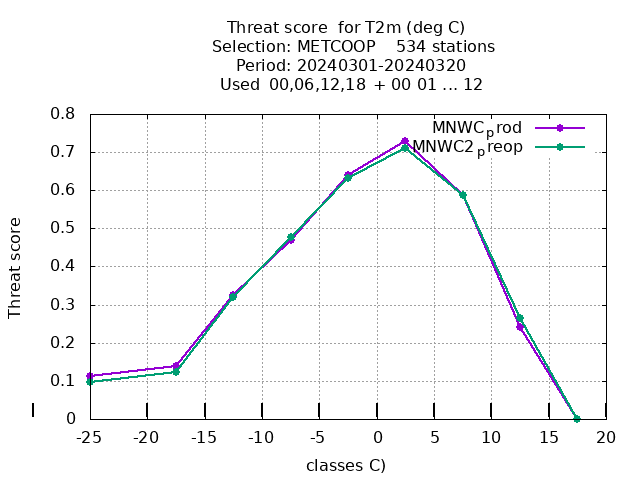 Threat score for T2m (deg C)
Selection: METCOOP 534 stations
Period: 20240301-20240320
Used 00,06,12,18 + 00 01 ... 12
0.8
0.7
0.6
0.5
0.4
0.3
0.2
0.1
0
Threat score
MNWCprod
MNWC2preop
-25 -20 -15 -10 -5 0 5 10 15 20
classes C)